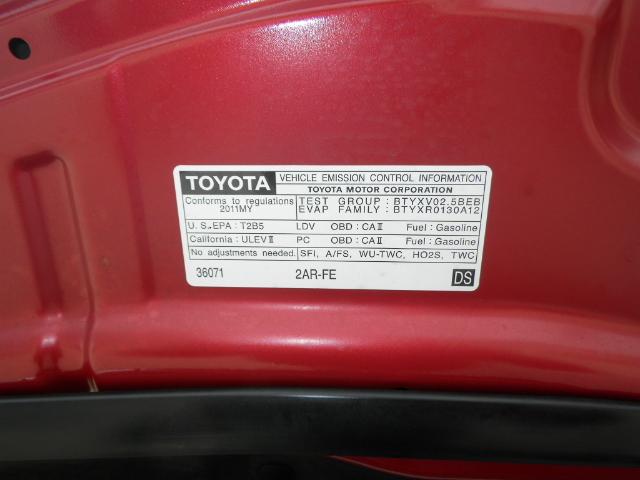 TOYOTA VEHICLE EMISSION CONTROL INFORMATION
TOYOTA MOTOR CORPORATION
Conforms to regulations
2011MY
TEST GROUP : BTYXV02.5BEB
EVAP FAMILY : BTYXR0130A12
U.S.EPA : T2B5 LDV OBD : CAⅡ Fuel : Gasoline
California : ULEVⅡ PC OBD : CAⅡ Fuel : Gasoline
No adjustments needed. SFI, A/FS, WU-TWC, HO2S, TWC
36071 2AR-FE DS